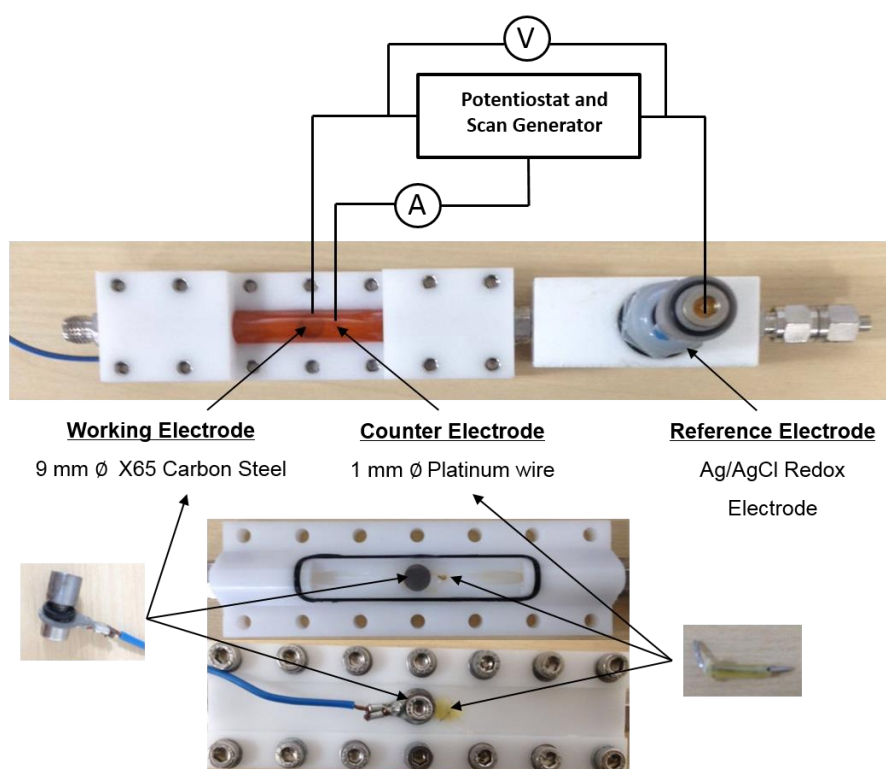 V
Potentiostat and
Scan Generator
A
Working Electrode
9 mm Ø X65 Carbon Steel
Counter Electrode
1 mm Ø Platinum wire
Reference Electrode
Ag/AgCl Redox
Electrode